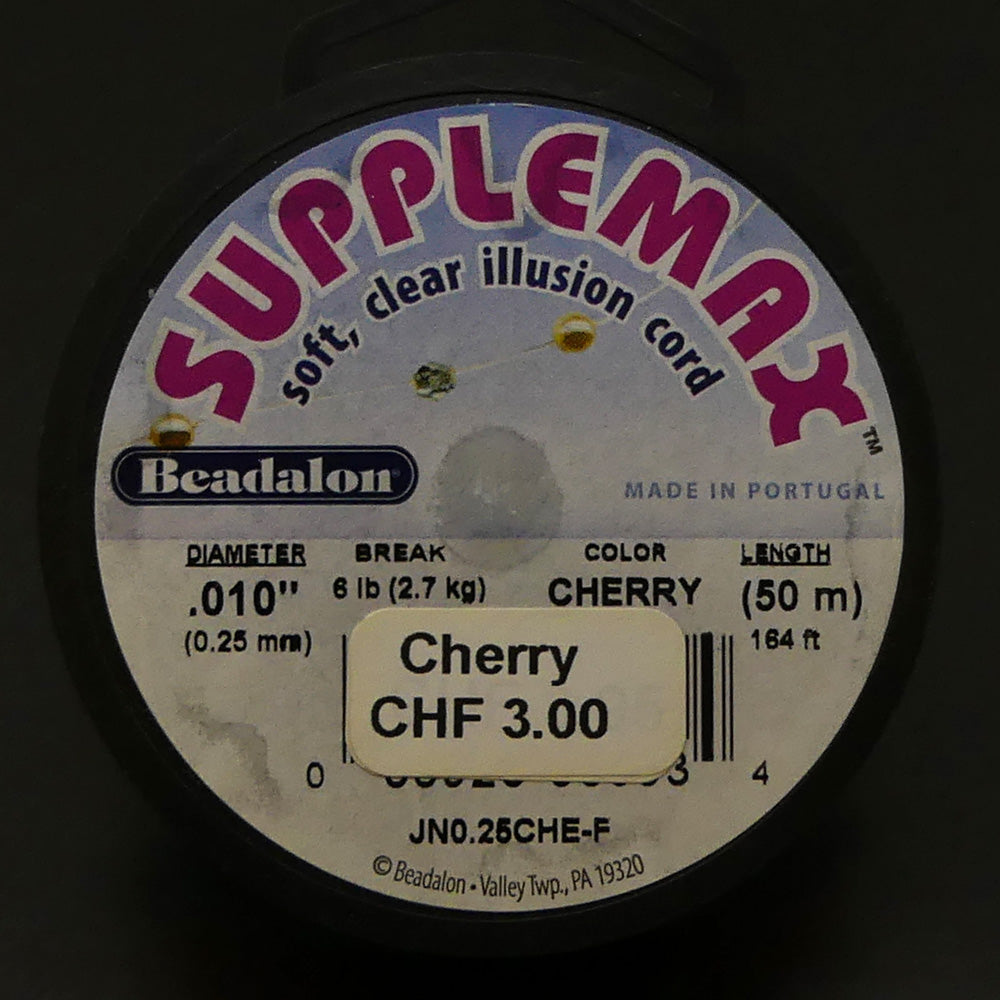 SUPPLEMAX™
soft, clear illusion cord
Beadalon®
MADE IN PORTUGAL
DIAMETER BREAK COLOR LENGTH
.010" 6 lb (2.7 kg) CHERRY (50 m)
(0.25 mm) 164 ft
Cherry
CHF 3.00
0 3 4
JN0.25CHE-F
© Beadalon • Valley Twp., PA 19320